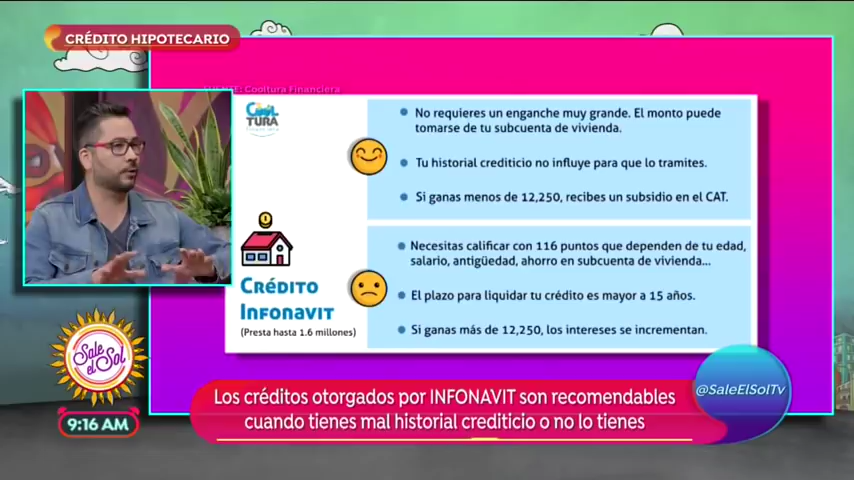 CRÉDITO HIPOTECARIO
FUENTE: Cooltura Financiera
COOL
TURA
No requieres un enganche muy grande. El monto puede
tomarse de tu subcuenta de vivienda.
Tu historial crediticio no influye para que lo tramites.
Si ganas menos de 12,250, recibes un subsidio en el CAT.
CRÉDITO
INFONAVIT
(Presta hasta 1.6 millones)
Necesitas calificar con 116 puntos que dependen de tu edad,
salario, antigüedad, ahorro en subcuenta de vivienda...
El plazo para liquidar tu crédito es mayor a 15 años.
Si ganas más de 12,250, los intereses se incrementan.
Sale
el Sol
9:16 AM
Los créditos otorgados por INFONAVIT son recomendables
cuando tienes mal historial crediticio o no lo tienes
@SaleElSolTv